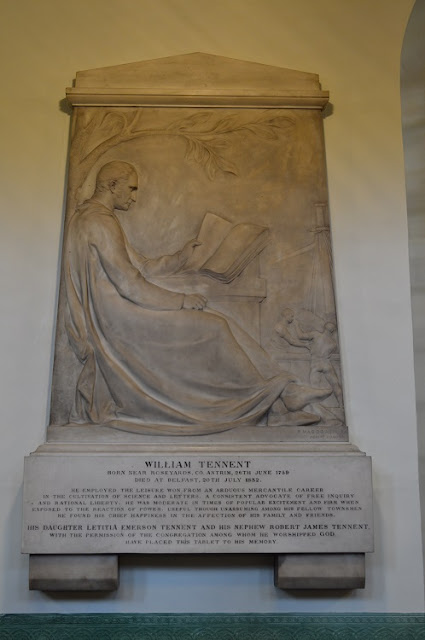 WILLIAM TENNENT
BORN NEAR ROSEYARDS, CO. ANTRIM, 26TH JUNE 1759
DIED AT BELFAST, 20TH JULY 1832.
HE EMPLOYED THE LEISURE WON FROM AN ARDUOUS MERCANTILE CAREER
IN THE CULTIVATION OF SCIENCE AND LETTERS. A CONSISTENT ADVOCATE OF FREE INQUIRY
AND RATIONAL LIBERTY, HE WAS MODERATE IN TIMES OF POPULAR EXCITEMENT AND FIRM WHEN
EXPOSED TO THE REACTION OF POWER. USEFUL THOUGH UNASSUMING AMONG HIS FELLOW TOWNSMEN
HE FOUND HIS CHIEF HAPPINESS IN THE AFFECTION OF HIS FAMILY AND FRIENDS.
HIS DAUGHTER LETITIA EMERSON TENNENT AND HIS NEPHEW ROBERT JAMES TENNENT,
WITH THE PERMISSION OF THE CONGREGATION AMONG WHOM HE WORSHIPPED GOD,
HAVE PLACED THIS TABLET TO HIS MEMORY.